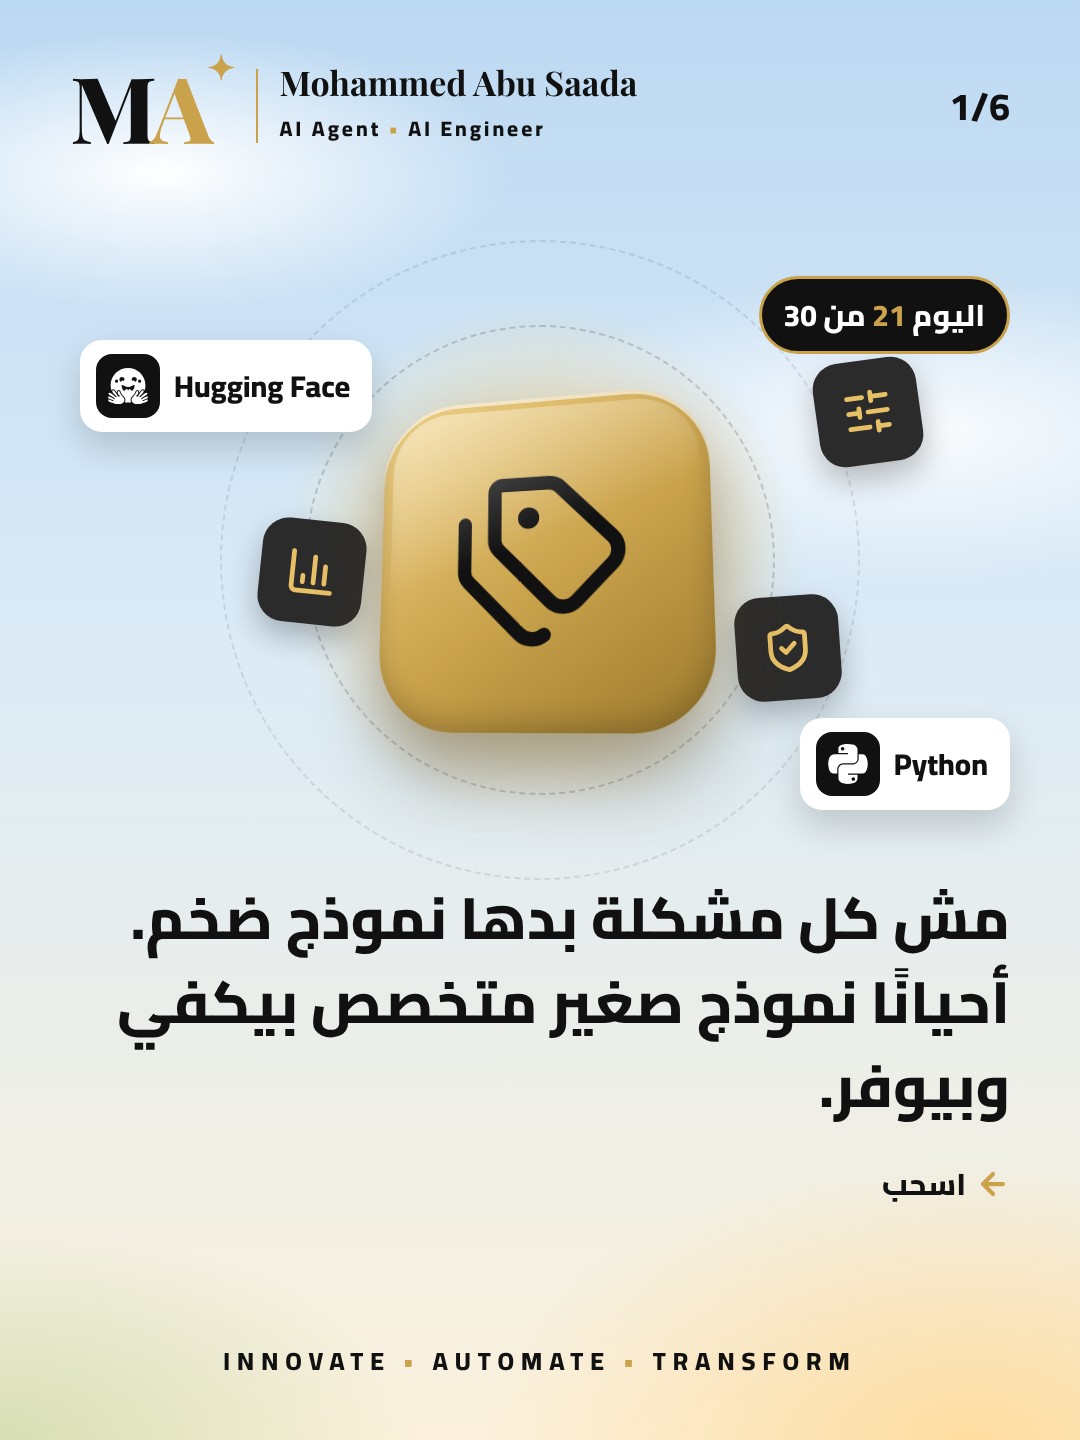 MA
Mohammed Abu Saada
AI Agent ▪ AI Engineer
1/6
اليوم 21 من 30
Hugging Face
Python
مش كل مشكلة بدها نموذج ضخم.
أحيانًا نموذج صغير متخصص بيكفي
وبيوفر.
← اسحب
INNOVATE ▪ AUTOMATE ▪ TRANSFORM